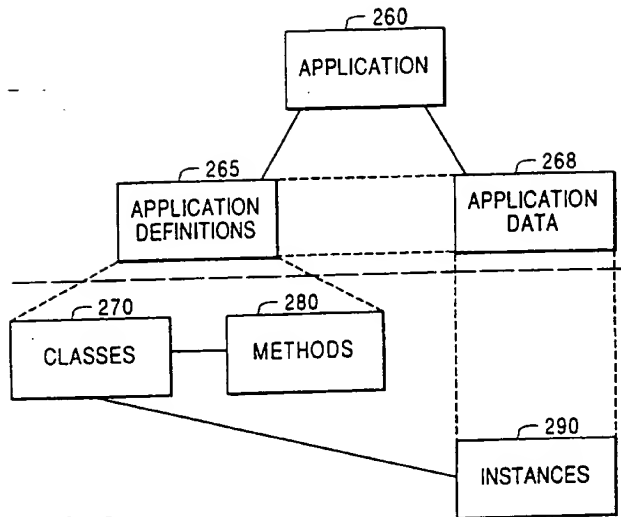 260
APPLICATION
265
APPLICATION
DEFINITIONS
268
APPLICATION
DATA
270
CLASSES
280
METHODS
290
INSTANCES